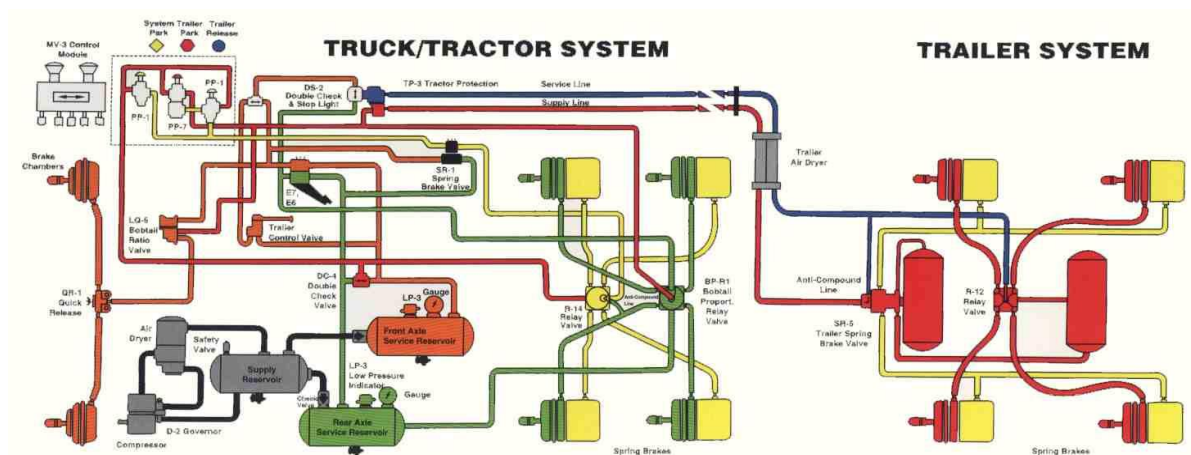 System Park
Trailer Park
Trailer Release
MV-3 Control
Module
TRUCK/TRACTOR SYSTEM
TRAILER SYSTEM
PP-1
PP-1
PP-7
DS-2
Double Check
& Stop Light
TP-3 Tractor Protection
Service Line
Supply Line
Brake
Chambers
SR-1
Spring
Brake Valve
E7,
E6
Trailer
Air Dryer
LQ-5
Bobtail
Ratio
Valve
Trailer
Control Valve
QR-1
Quick
Release
DC-4
Double
Check
Valve
LP-3
Gauge
Front Axle
Service Reservoir
R-14
Relay
Valve
Anti-Compound
Line
BP-R1
Bobtail
Proport.
Relay
Valve
Anti-Compound
Line
SR-5
Trailer Spring
Brake Valve
R-12
Relay
Valve
Air
Dryer
Safety
Valve
Supply
Reservoir
LP-3
Low Pressure
Indicator
Gauge
Check
Valve
Rear Axle
Service Reservoir
D-2 Governor
Compressor
Spring Brakes
Spring Brakes